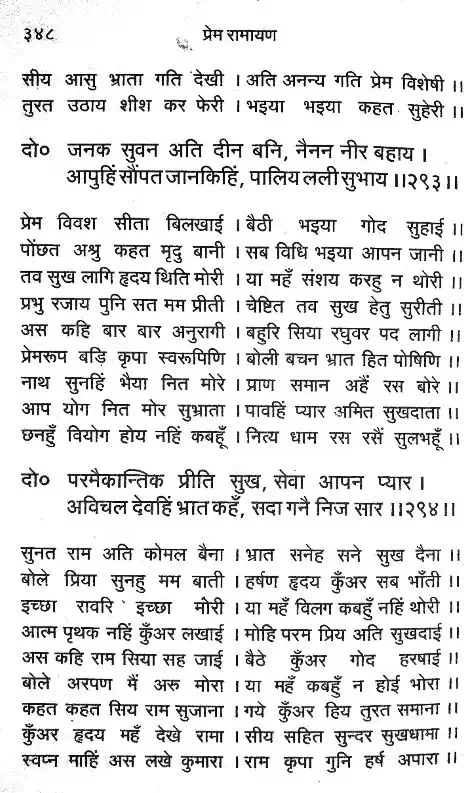 ३४८ प्रेम रामायण
सीय आसु भ्राता गति देखी । अति अनन्य गति प्रेम विशेषी ।।
तुरत उठाय शीश कर फेरी । भइया भइया कहत सुहेरी ।।
दो० जनक सुवन अति दीन बनि, नैनन नीर बहाय ।
आपुहिं सौंपत जानकिहिं, पालिय लली सुभाय ।।२९३।।
प्रेम विवश सीता बिलखाई । बैठी भइया गोद सुहाई ।।
पोंछत अश्रु कहत मृदु बानी । सब विधि भइया आपन जानी ।।
तव सुख लागि हृदय थिति मोरी । या महँ संशय करहु न थोरी ।।
प्रभु रजाय पुनि सत मम प्रीती । चेष्टित तव सुख हेतु सुरीती ।।
अस कहि बार बार अनुरागी । बहुरि सिया रघुवर पद लागी ।।
प्रेमरूप बड़ि कृपा स्वरूपिणि । बोली बचन भ्रात हित पोषिणि ।।
नाथ सुनहिं भैया नित मोरे । प्राण समान अहैं रस बोरे ।।
आप योग नित मोर सुभ्राता । पावहिं प्यार अमित सुखदाता ।।
छनहुँ वियोग होय नहिं कबहूँ । नित्य धाम रस रसैं सुलभहूँ ।।
दो० परमैकान्तिक प्रीति सुख, सेवा आपन प्यार ।
अविचल देवहिं भ्रात कहँ, सदा गनै निज सार ।।२९४।।
सुनत राम अति कोमल बैना । भ्रात सनेह सने सुख दैना ।।
बोले प्रिया सुनहु मम बाती । हर्षण हृदय कुँअर सब भाँती ।।
इच्छा रावरि इच्छा मोरी । या महँ विलग कबहुँ नहिं थोरी ।।
आत्म पृथक नहिं कुँअर लखाई । मोहि परम प्रिय अति सुखदाई ।।
अस कहि राम सिया सह जाई । बैठे कुँअर गोद हरषाई ।।
बोले अरपण मैं अरु मोरा । या महँ कबहुँ न होई भोरा ।।
कहत कहत सिय राम सुजाना । गये कुँअर हिय तुरत समाना ।।
कुँअर हृदय महँ देखे रामा । सीय सहित सुन्दर सुखधामा ।।
स्वप्न माहिं अस लखे कुमारा । राम कृपा गुनि हर्ष अपारा ।।